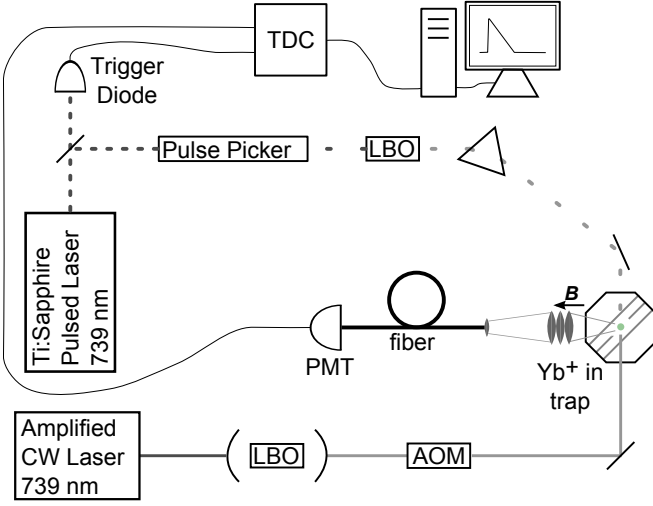 TDC
Trigger
Diode
Pulse Picker
LBO
Ti:Sapphire
Pulsed Laser
739 nm
B
fiber
PMT
Yb+ in
trap
Amplified
CW Laser
739 nm
LBO
AOM